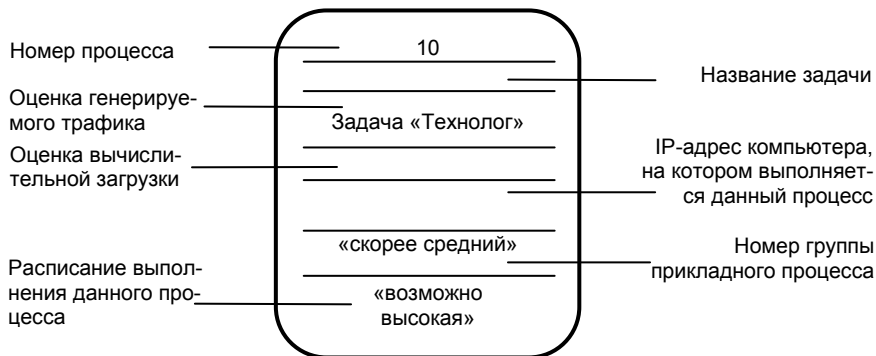 Номер процесса
Оценка генерируе-
мого трафика
Оценка вычисли-
тельной загрузки
Расписание выпол-
нения данного про-
цесса
10
Задача «Технолог»
«скорее средний»
«возможно
высокая»
Название задачи
IP-адрес компьютера,
на котором выполняет-
ся данный процесс
Номер группы
прикладного процесса